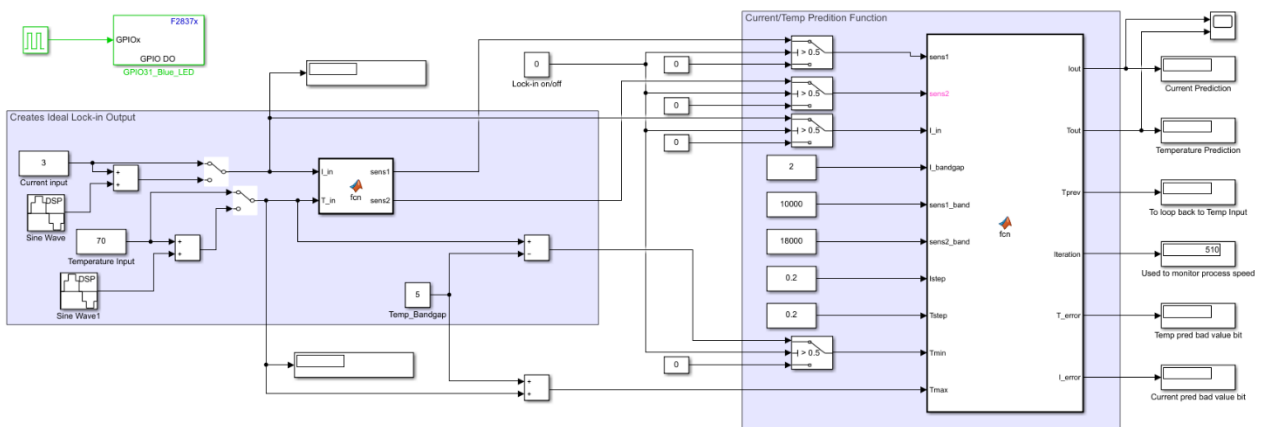 F2837x
GPIOx
GPIO DO
GPIO31_Blue_LED
Current/Temp Predition Function
0
Lock-in on/off
0
> 0.5
0
> 0.5
0
> 0.5
sens1
sens2
I_in
Iout
Tout
Current Prediction
Temperature Prediction
Creates Ideal Lock-in Output
3
Current input
DSP
Sine Wave
70
Temperature Input
DSP
Sine Wave1
I_in
T_in
fcn
sens1
sens2
5
Temp_Bandgap
2
I_bandgap
10000
sens1_band
18000
sens2_band
0.2
Istep
0.2
Tstep
0
> 0.5
Tmin
Tmax
fcn
Tprev
To loop back to Temp Input
Iteration
510
Used to monitor process speed
T_error
Temp pred bad value bit
I_error
Current pred bad value bit